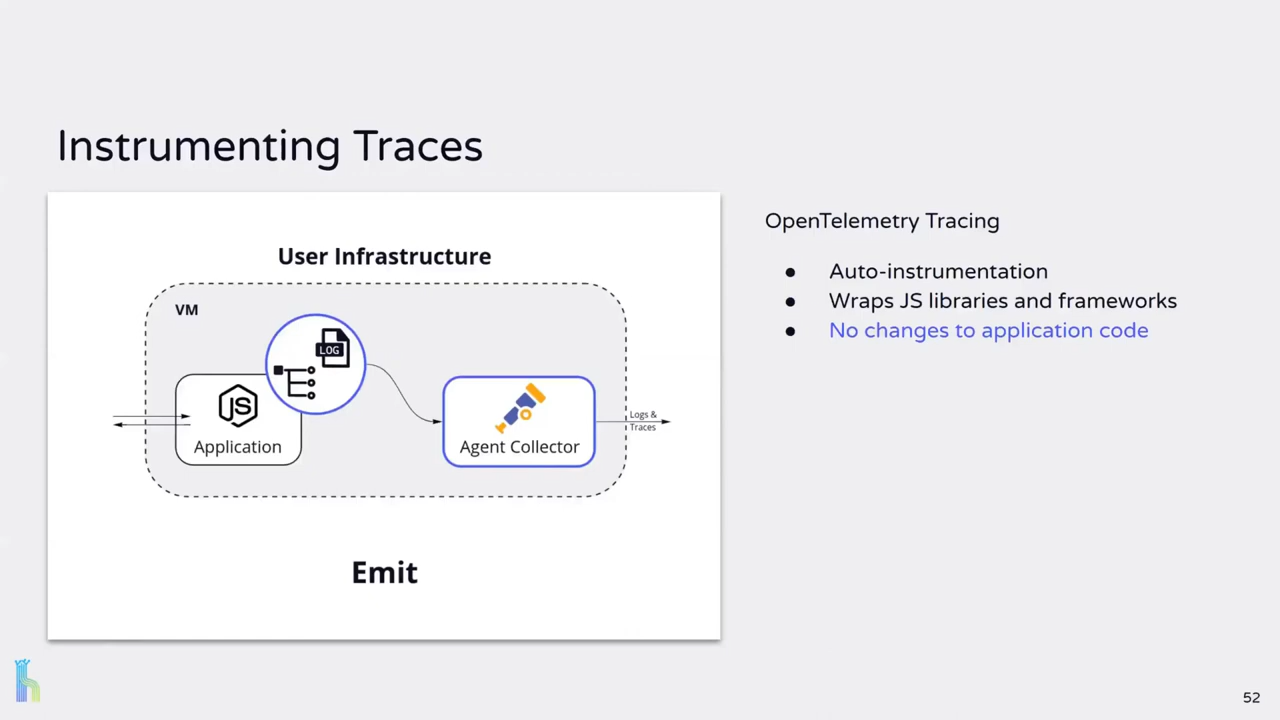 Instrumenting Traces
User Infrastructure
VM
LOG
JS
Application
Agent Collector
Logs &
Traces
Emit
OpenTelemetry Tracing
● Auto-instrumentation
● Wraps JS libraries and frameworks
● No changes to application code
52